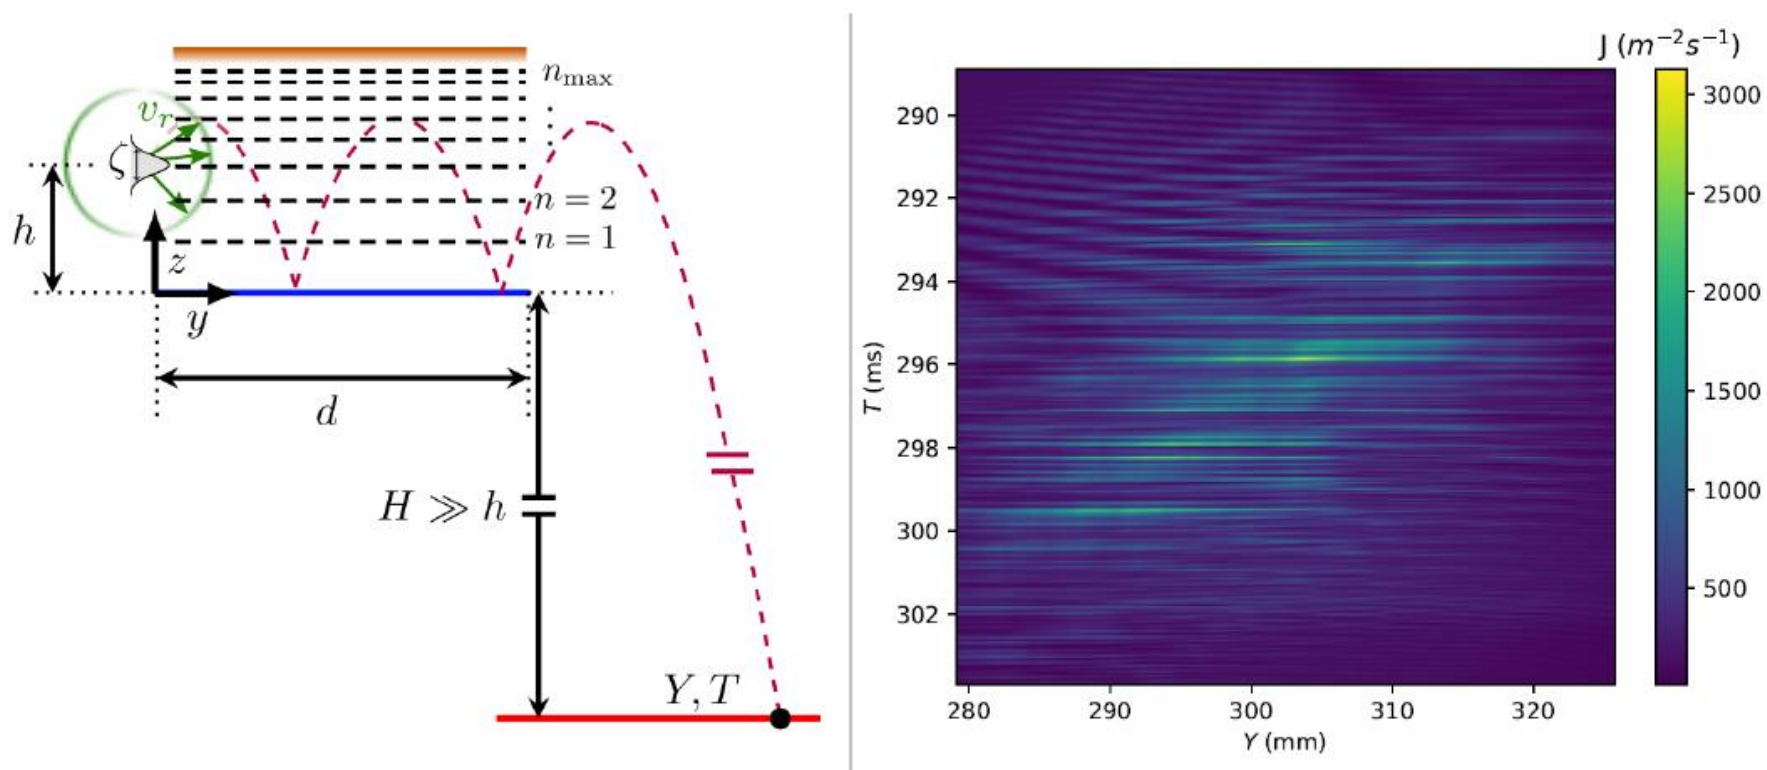 n_max
v_r
ζ
n = 2
h
n = 1
z
y
d
H ≫ h
Y, T
J (m⁻²s⁻¹)
3000
2500
2000
1500
1000
500
T (ms)
290
292
294
296
298
300
302
280 290 300 310 320
Y (mm)